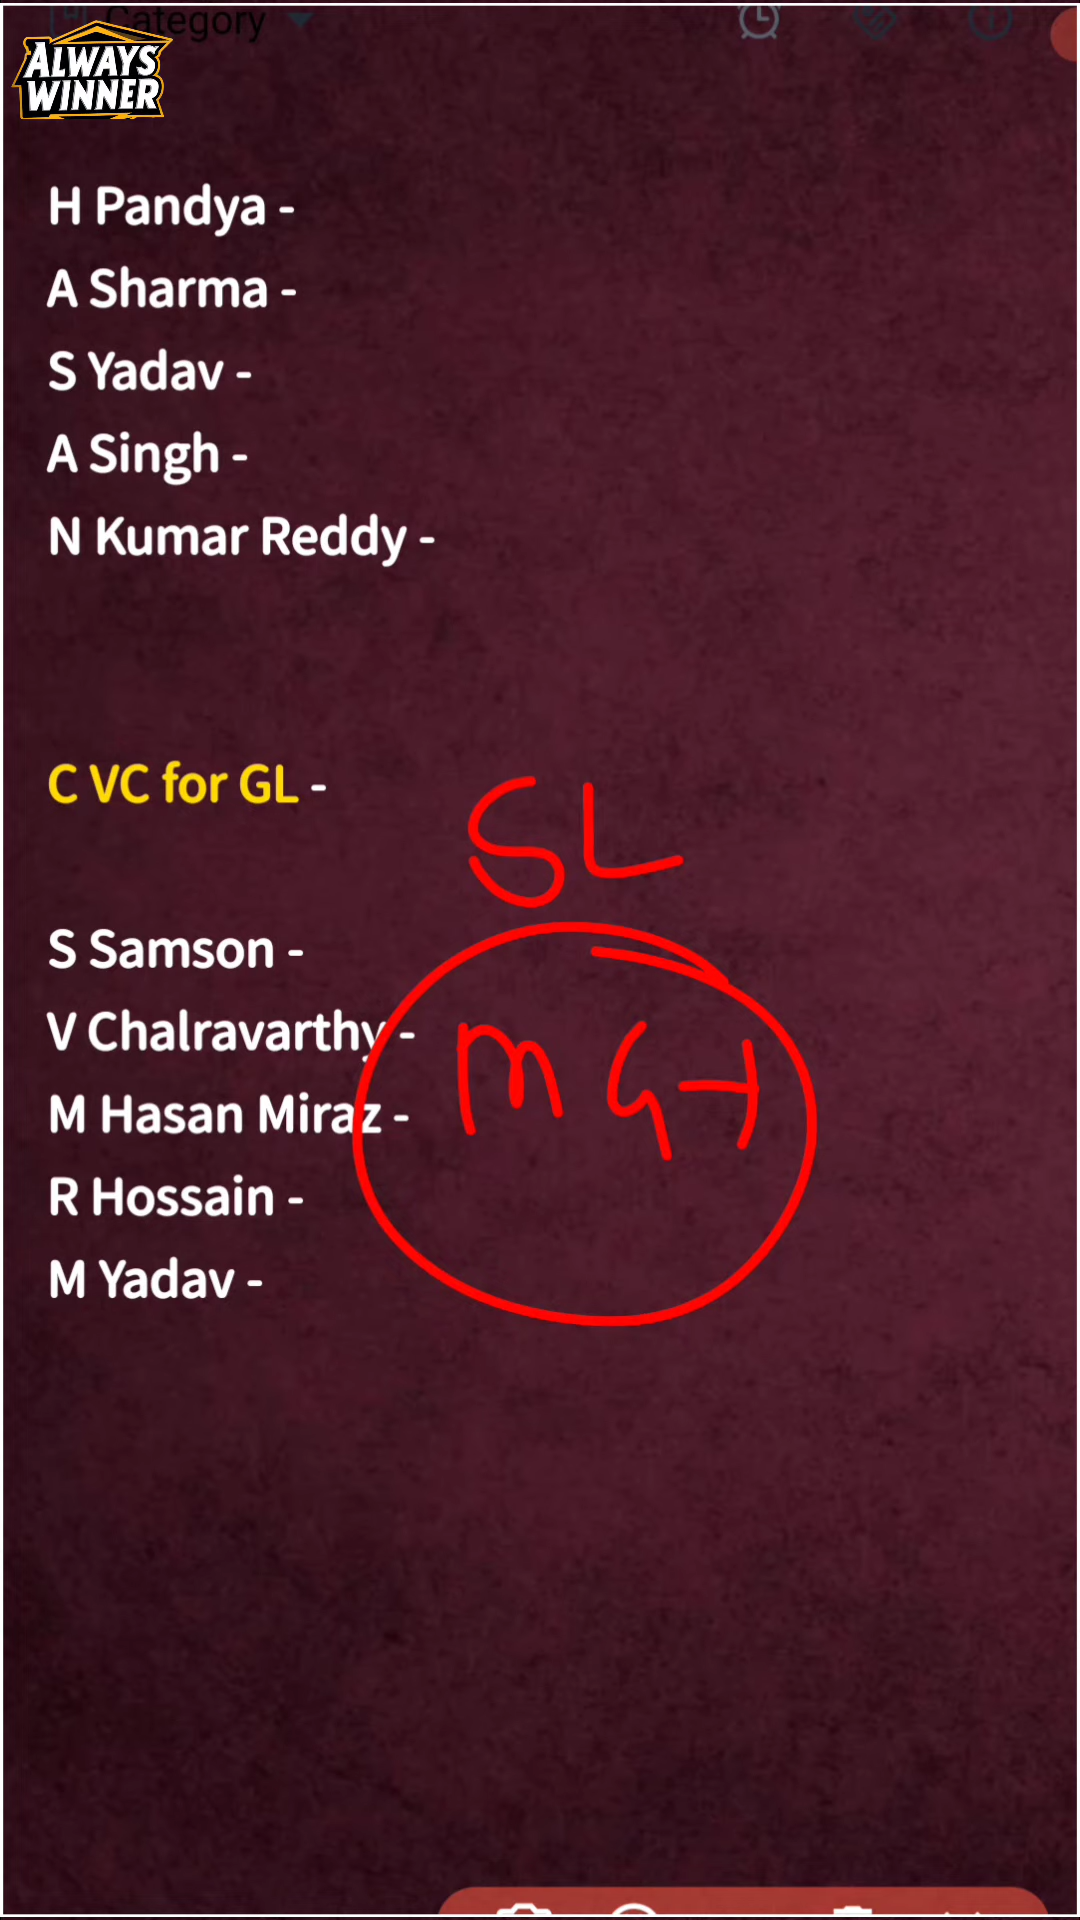 Category
ALWAYS
WINNER
H Pandya -
A Sharma -
S Yadav -
A Singh -
N Kumar Reddy -
C VC for GL -
SL
S Samson -
V Chalravarthy -
M Hasan Miraz -
R Hossain -
M Yadav -